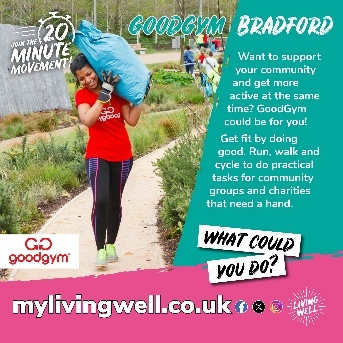 JOIN THE
20
MINUTE
MOVEMENT
GOODGYM BRADFORD
Want to support
your community
and get more
active at the same
time? GoodGym
could be for you!
Get fit by doing
good. Run, walk and
cycle to do practical
tasks for community
groups and charities
that need a hand.
goodgym
goodgym
WHAT COULD
YOU DO?
mylivingwell.co.uk
LIVING
WELL